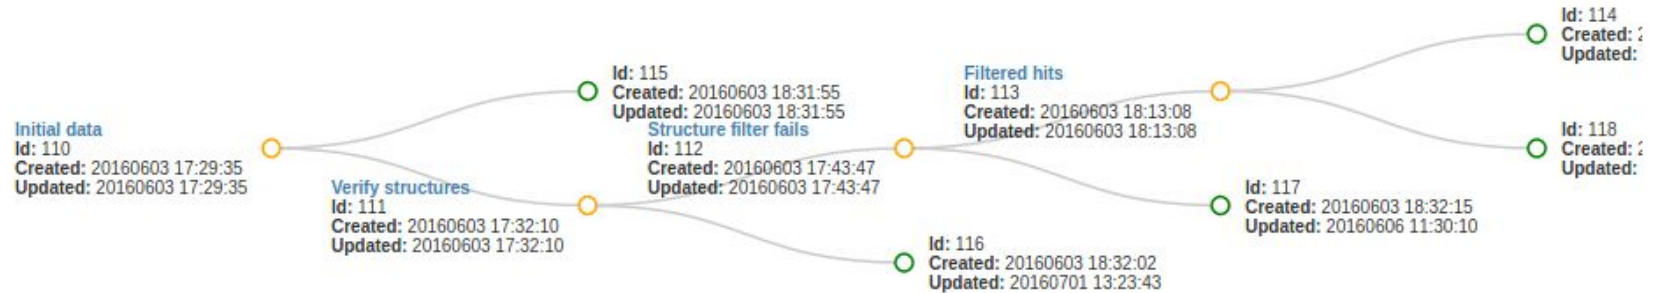 Initial data
Id: 110
Created: 20160603 17:29:35
Updated: 20160603 17:29:35
Verify structures
Id: 111
Created: 20160603 17:32:10
Updated: 20160603 17:32:10
Id: 115
Created: 20160603 18:31:55
Updated: 20160603 18:31:55
Structure filter fails
Id: 112
Created: 20160603 17:43:47
Updated: 20160603 17:43:47
Id: 116
Created: 20160603 18:32:02
Updated: 20160701 13:23:43
Filtered hits
Id: 113
Created: 20160603 18:13:08
Updated: 20160603 18:13:08
Id: 117
Created: 20160603 18:32:15
Updated: 20160606 11:30:10
Id: 114
Created:
Updated:
Id: 118
Created:
Updated: